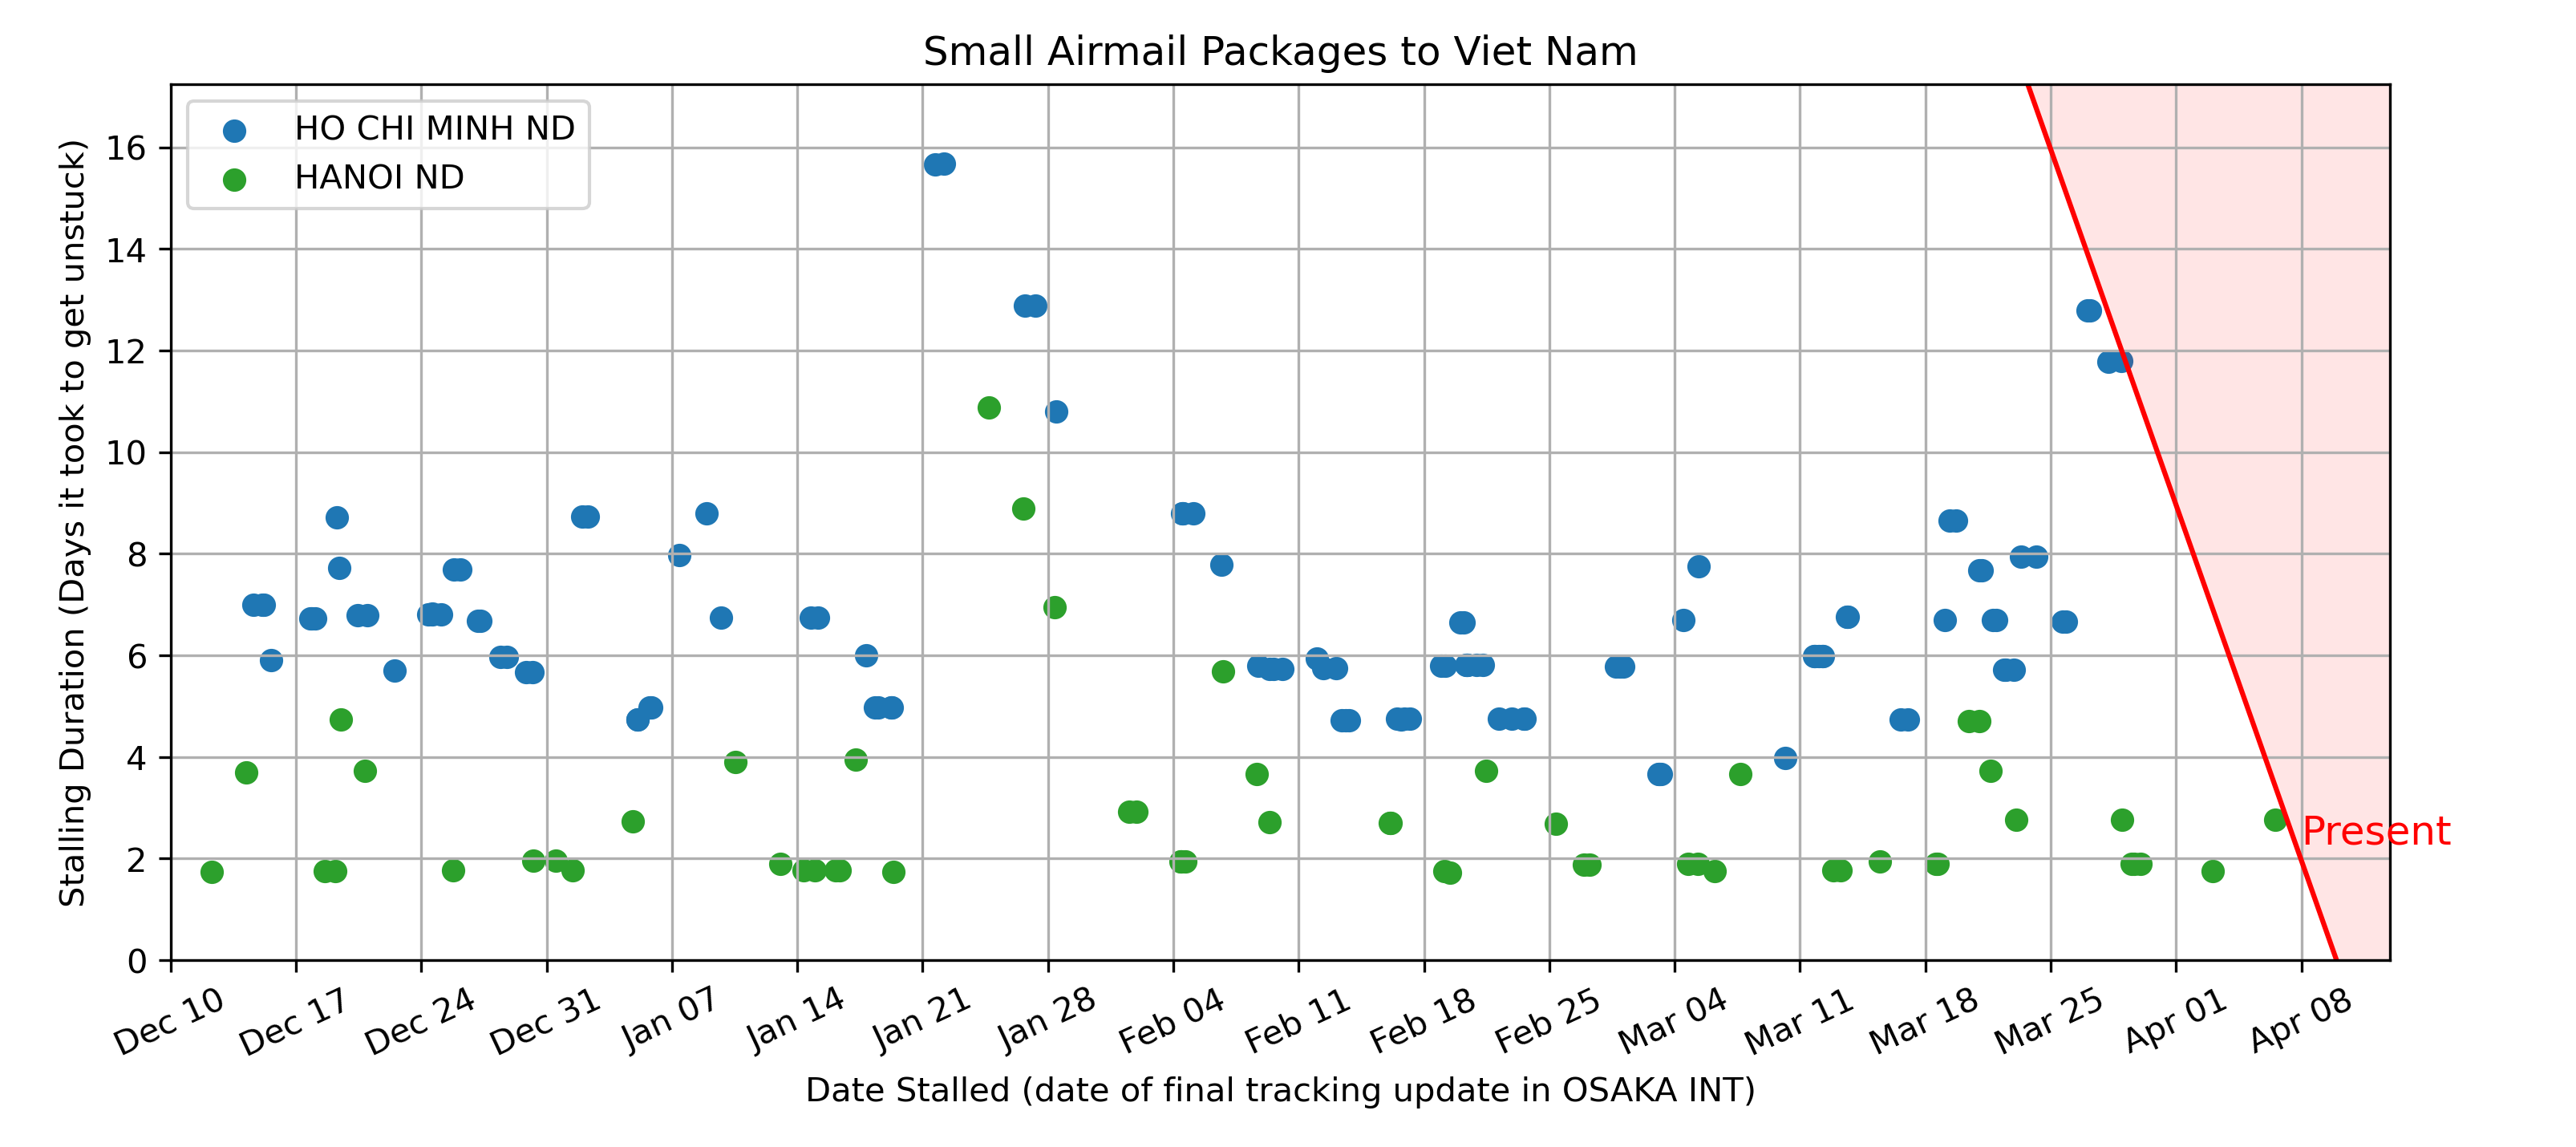 Small Airmail Packages to Viet Nam
HO CHI MINH ND
HANOI ND
Stalling Duration (Days it took to get unstuck)
16
14
12
10
8
6
4
2
0
Present
Dec 10
Dec 17
Dec 24
Dec 31
Jan 07
Jan 14
Jan 21
Jan 28
Feb 04
Feb 11
Feb 18
Feb 25
Mar 04
Mar 11
Mar 18
Mar 25
Apr 01
Apr 08
Date Stalled (date of final tracking update in OSAKA INT)